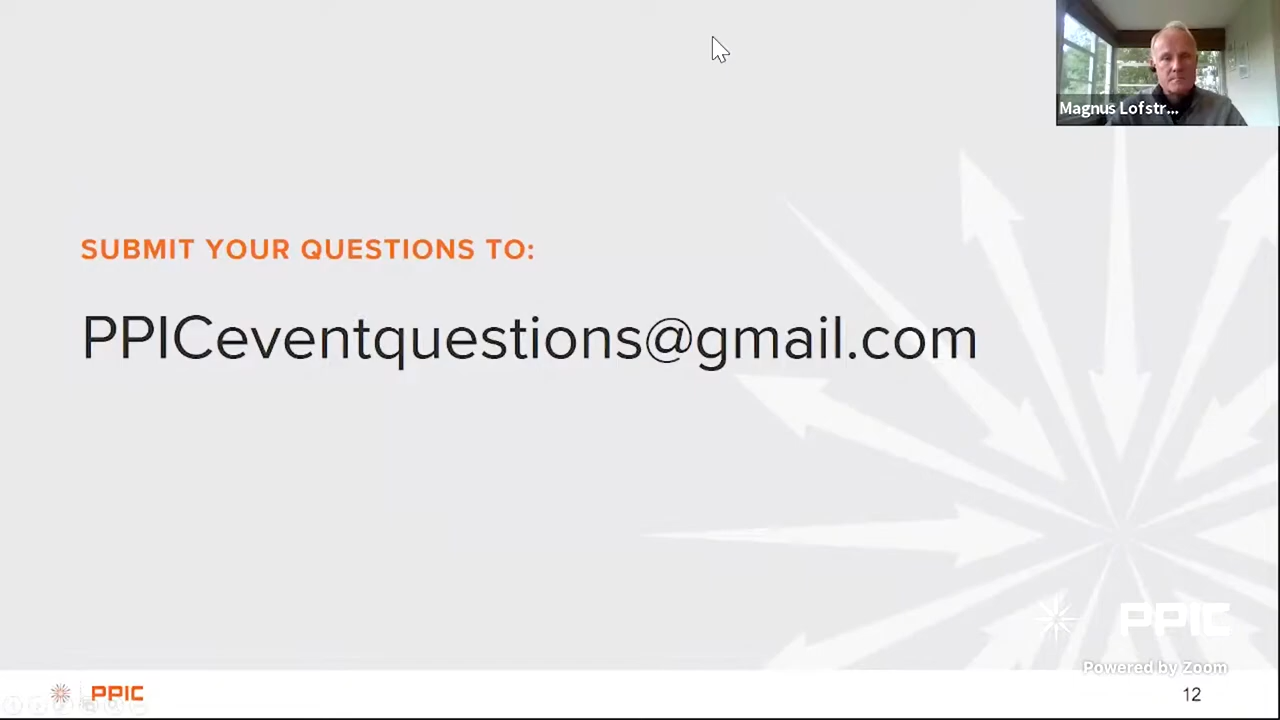 Magnus Lofstr...
SUBMIT YOUR QUESTIONS TO:
PPICeventquestions@gmail.com
PPIC
Powered by Zoom
PPIC
12